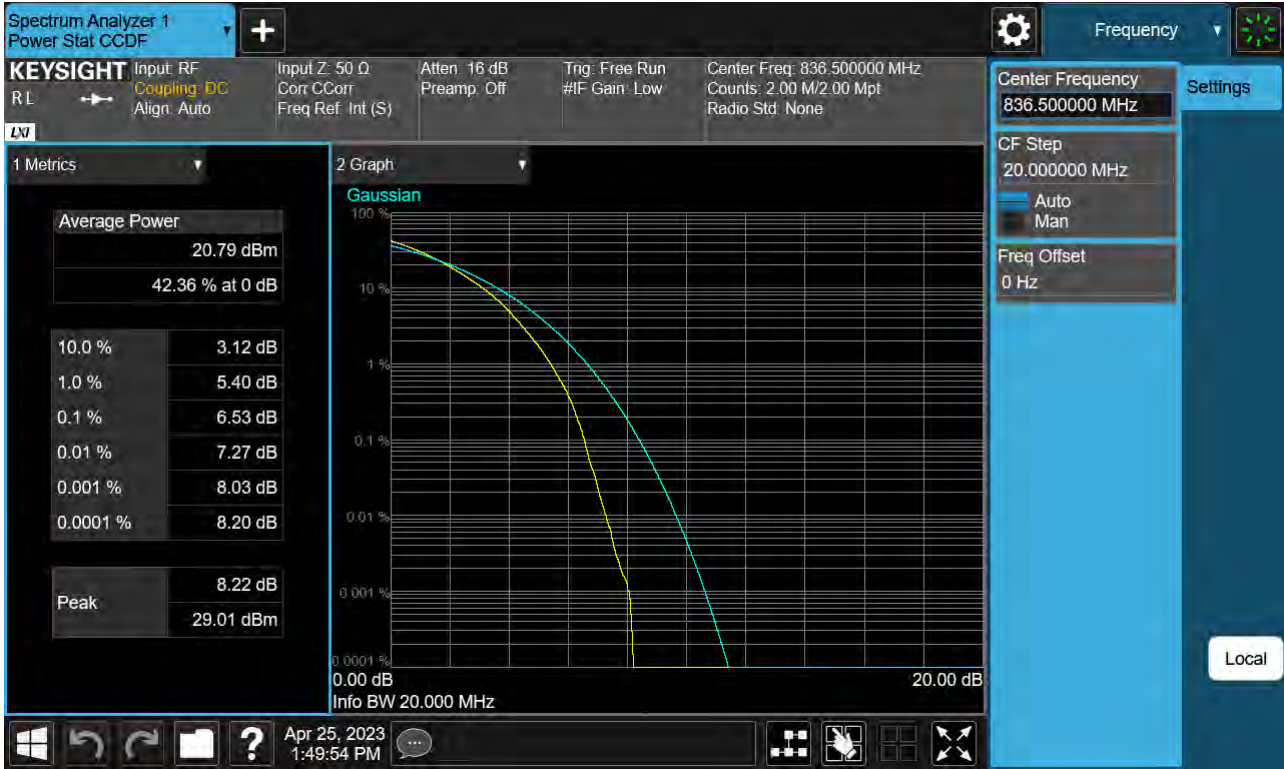 Spectrum Analyzer 1
Power Stat CCDF
+
Frequency
KEYSIGHT
R L
LXI
Input: RF
Coupling: DC
Align: Auto
Input Z: 50 Ω
Corr CCorr
Freq Ref: Int (S)
Atten: 16 dB
Preamp: Off
Trig: Free Run
#IF Gain: Low
Center Freq: 836.500000 MHz
Counts: 2.00 M/2.00 Mpt
Radio Std: None
Center Frequency
836.500000 MHz
Settings
CF Step
20.000000 MHz
Auto
Man
Freq Offset
0 Hz
1 Metrics
Average Power
20.79 dBm
42.36 % at 0 dB
10.0 % 3.12 dB
1.0 % 5.40 dB
0.1 % 6.53 dB
0.01 % 7.27 dB
0.001 % 8.03 dB
0.0001 % 8.20 dB
Peak
8.22 dB
29.01 dBm
2 Graph
Gaussian
100 %
10 %
1 %
0.1 %
0.01 %
0.001 %
0.0001 %
0.00 dB
20.00 dB
Info BW 20.000 MHz
Local
?
Apr 25, 2023
1:49:54 PM